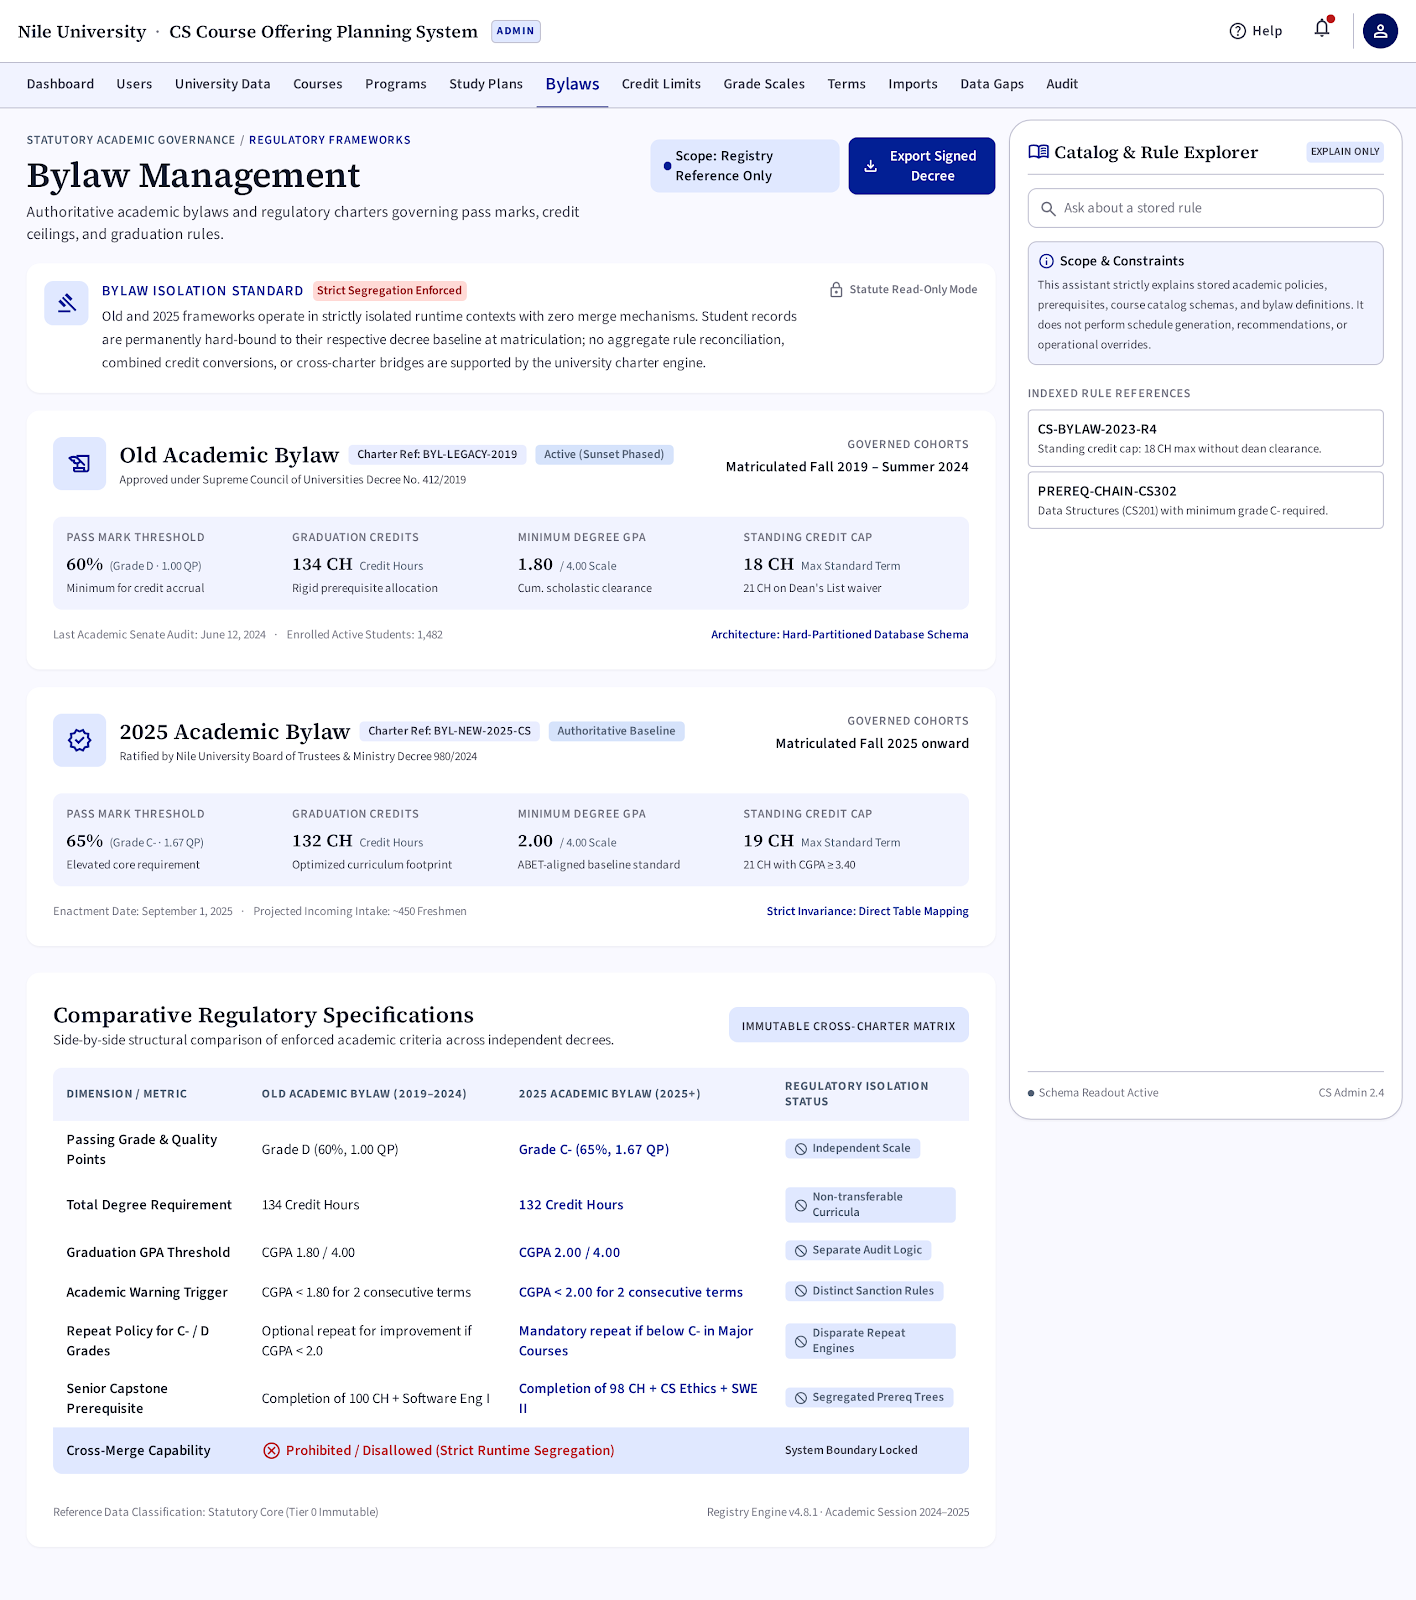 Nile University · CS Course Offering Planning System ADMIN
Help
Dashboard Users University Data Courses Programs Study Plans Bylaws Credit Limits Grade Scales Terms Imports Data Gaps Audit
STATUTORY ACADEMIC GOVERNANCE / REGULATORY FRAMEWORKS
Bylaw Management
Authoritative academic bylaws and regulatory charters governing pass marks, credit
ceilings, and graduation rules.
Scope: Registry
Reference Only
Export Signed
Decree
BYLAW ISOLATION STANDARD Strict Segregation Enforced
Statute Read-Only Mode
Old and 2025 frameworks operate in strictly isolated runtime contexts with zero merge mechanisms. Student records
are permanently hard-bound to their respective decree baseline at matriculation; no aggregate rule reconciliation,
combined credit conversions, or cross-charter bridges are supported by the university charter engine.
Old Academic Bylaw Charter Ref: BYL-LEGACY-2019 Active (Sunset Phased)
Approved under Supreme Council of Universities Decree No. 412/2019
GOVERNED COHORTS
Matriculated Fall 2019 – Summer 2024
PASS MARK THRESHOLD
60% (Grade D · 1.00 QP)
Minimum for credit accrual
GRADUATION CREDITS
134 CH Credit Hours
Rigid prerequisite allocation
MINIMUM DEGREE GPA
1.80 / 4.00 Scale
Cum. scholastic clearance
STANDING CREDIT CAP
18 CH Max Standard Term
21 CH on Dean's List waiver
Last Academic Senate Audit: June 12, 2024 · Enrolled Active Students: 1,482
Architecture: Hard-Partitioned Database Schema
2025 Academic Bylaw Charter Ref: BYL-NEW-2025-CS Authoritative Baseline
Ratified by Nile University Board of Trustees & Ministry Decree 980/2024
GOVERNED COHORTS
Matriculated Fall 2025 onward
PASS MARK THRESHOLD
65% (Grade C- · 1.67 QP)
Elevated core requirement
GRADUATION CREDITS
132 CH Credit Hours
Optimized curriculum footprint
MINIMUM DEGREE GPA
2.00 / 4.00 Scale
ABET-aligned baseline standard
STANDING CREDIT CAP
19 CH Max Standard Term
21 CH with CGPA ≥ 3.40
Enactment Date: September 1, 2025 · Projected Incoming Intake: ~450 Freshmen
Strict Invariance: Direct Table Mapping
Comparative Regulatory Specifications
Side-by-side structural comparison of enforced academic criteria across independent decrees.
IMMUTABLE CROSS-CHARTER MATRIX
DIMENSION / METRIC
OLD ACADEMIC BYLAW (2019–2024)
2025 ACADEMIC BYLAW (2025+)
REGULATORY ISOLATION
STATUS
Passing Grade & Quality
Points
Grade D (60%, 1.00 QP)
Grade C- (65%, 1.67 QP)
Independent Scale
Total Degree Requirement
134 Credit Hours
132 Credit Hours
Non-transferable
Curricula
Graduation GPA Threshold
CGPA 1.80 / 4.00
CGPA 2.00 / 4.00
Separate Audit Logic
Academic Warning Trigger
CGPA < 1.80 for 2 consecutive terms
CGPA < 2.00 for 2 consecutive terms
Distinct Sanction Rules
Repeat Policy for C- / D
Grades
Optional repeat for improvement if
CGPA < 2.0
Mandatory repeat if below C- in Major
Courses
Disparate Repeat
Engines
Senior Capstone
Prerequisite
Completion of 100 CH + Software Eng I
Completion of 98 CH + CS Ethics + SWE
II
Segregated Prereq Trees
Cross-Merge Capability
Prohibited / Disallowed (Strict Runtime Segregation)
System Boundary Locked
Reference Data Classification: Statutory Core (Tier 0 Immutable)
Registry Engine v4.8.1 · Academic Session 2024–2025
Catalog & Rule Explorer
EXPLAIN ONLY
Ask about a stored rule
Scope & Constraints
This assistant strictly explains stored academic policies,
prerequisites, course catalog schemas, and bylaw definitions. It
does not perform schedule generation, recommendations, or
operational overrides.
INDEXED RULE REFERENCES
CS-BYLAW-2023-R4
Standing credit cap: 18 CH max without dean clearance.
PREREQ-CHAIN-CS302
Data Structures (CS201) with minimum grade C- required.
Schema Readout Active
CS Admin 2.4